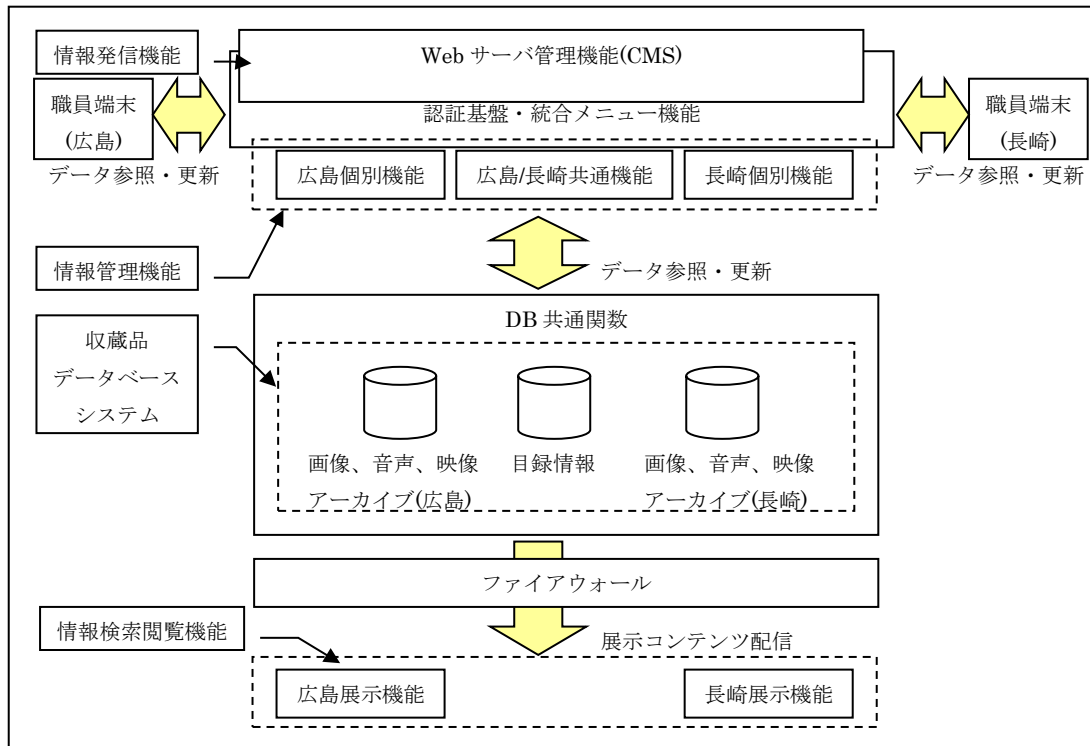 Web サーバ管理機能(CMS)
情報発信機能
職員端末
(広島)
認証基盤・統合メニュー機能
職員端末
(長崎)
データ参照・更新
データ参照・更新
広島個別機能
広島/長崎共通機能
長崎個別機能
情報管理機能
データ参照・更新
DB 共通関数
収蔵品
データベース
システム
画像、音声、映像
アーカイブ(広島)
目録情報
画像、音声、映像
アーカイブ(長崎)
ファイアウォール
情報検索閲覧機能
展示コンテンツ配信
広島展示機能
長崎展示機能